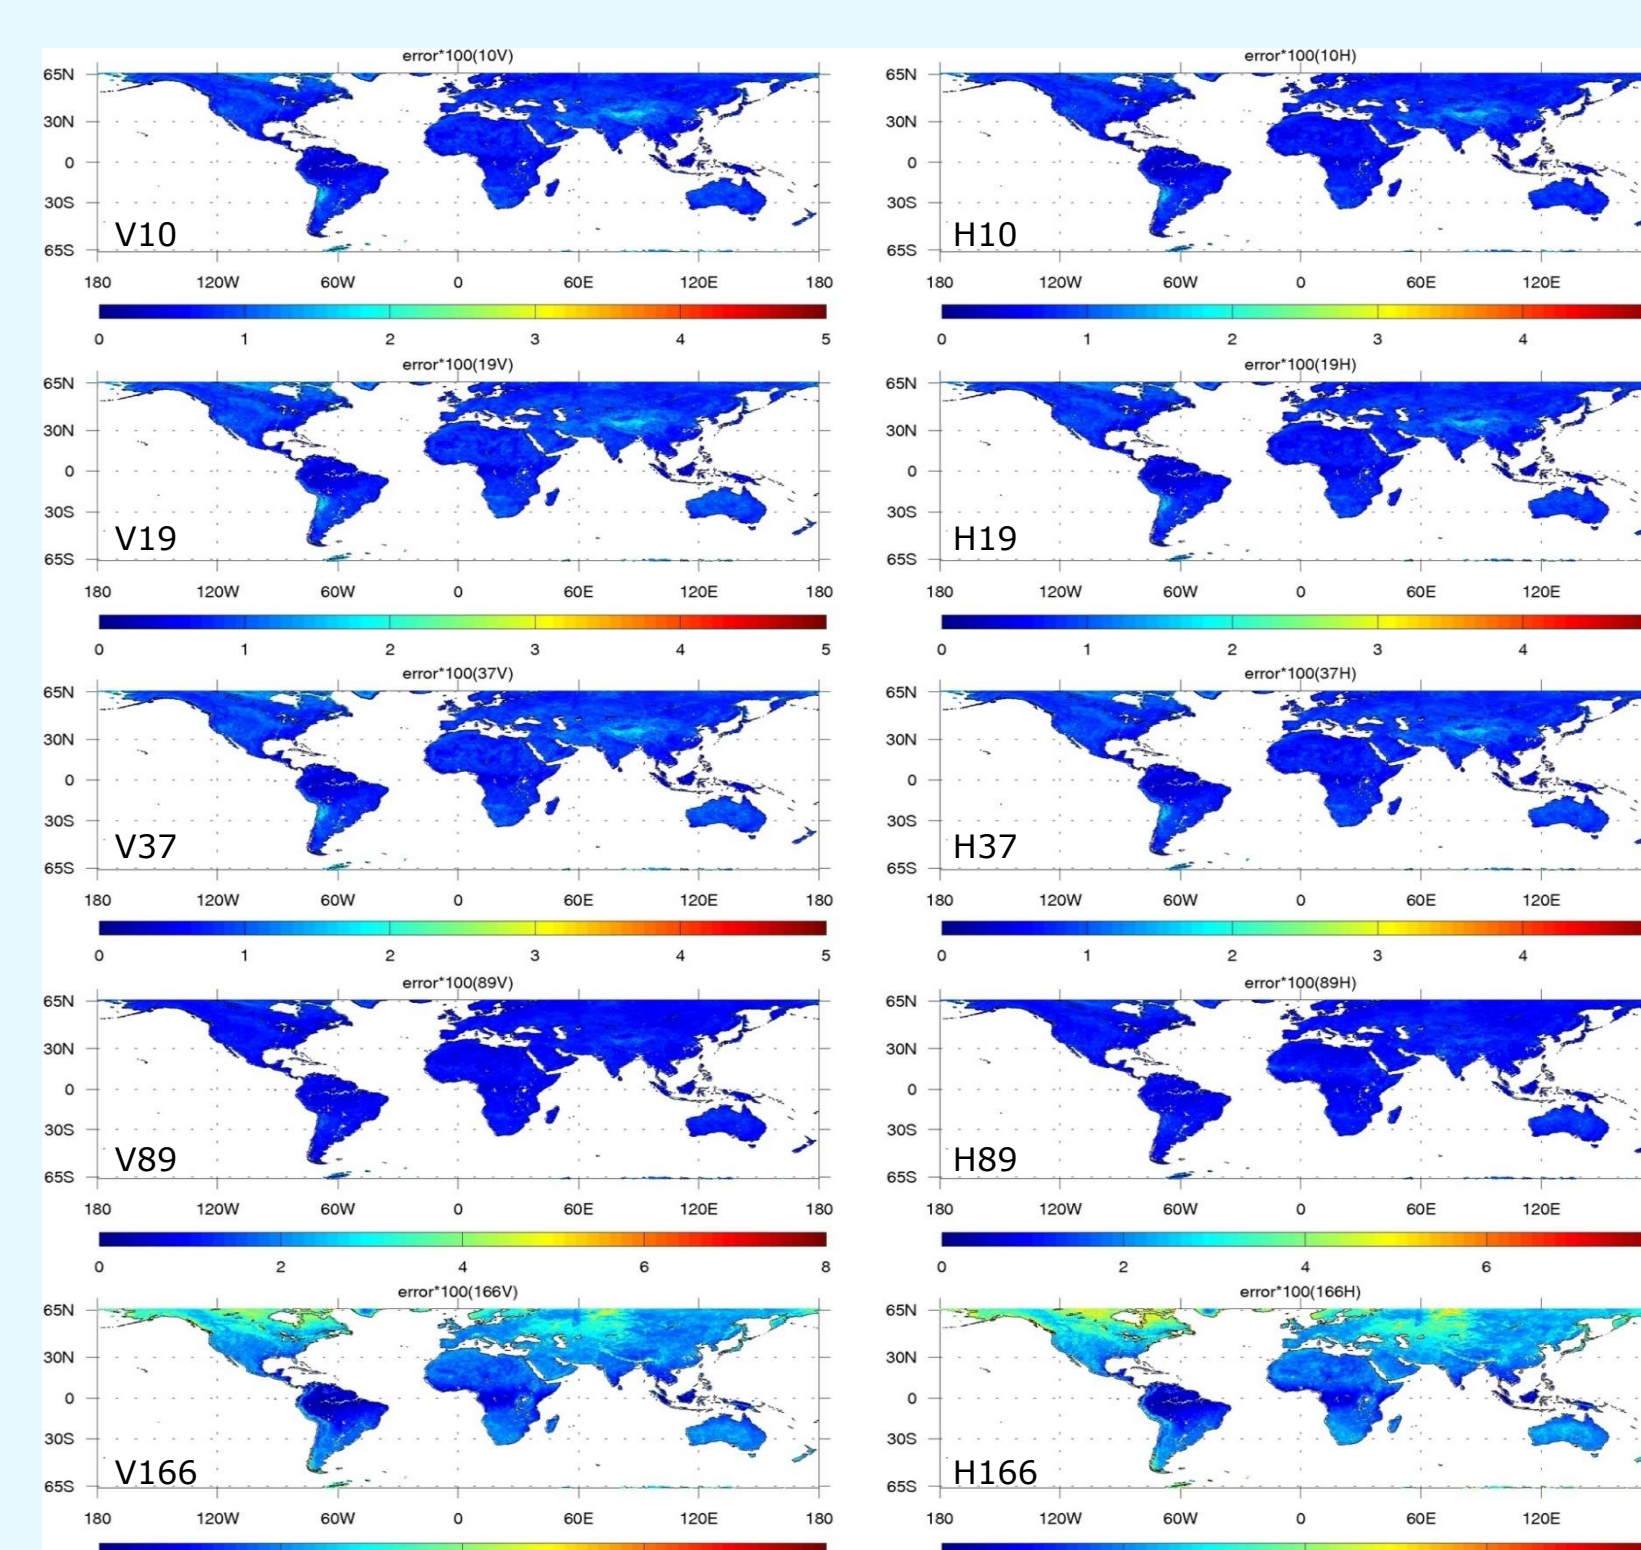 error*100(10V) error*100(10H)
65N 65N
30N 30N
0 0
30S 30S
V10 H10
65S 65S
180 120W 60W 0 60E 120E 180 180 120W 60W 0 60E 120E
0 1 2 3 4 5 0 1 2 3 4
error*100(19V) error*100(19H)
65N 65N
30N 30N
0 0
30S 30S
V19 H19
65S 65S
180 120W 60W 0 60E 120E 180 180 120W 60W 0 60E 120E
0 1 2 3 4 5 0 1 2 3 4
error*100(37V) error*100(37H)
65N 65N
30N 30N
0 0
30S 30S
V37 H37
65S 65S
180 120W 60W 0 60E 120E 180 180 120W 60W 0 60E 120E
0 1 2 3 4 5 0 1 2 3 4
error*100(89V) error*100(89H)
65N 65N
30N 30N
0 0
30S 30S
V89 H89
65S 65S
180 120W 60W 0 60E 120E 180 180 120W 60W 0 60E 120E
0 2 4 6 8 0 2 4 6
error*100(166V) error*100(166H)
65N 65N
30N 30N
0 0
30S 30S
V166 H166
65S 65S
180 120W 60W 0 60E 120E 180 180 120W 60W 0 60E 120E